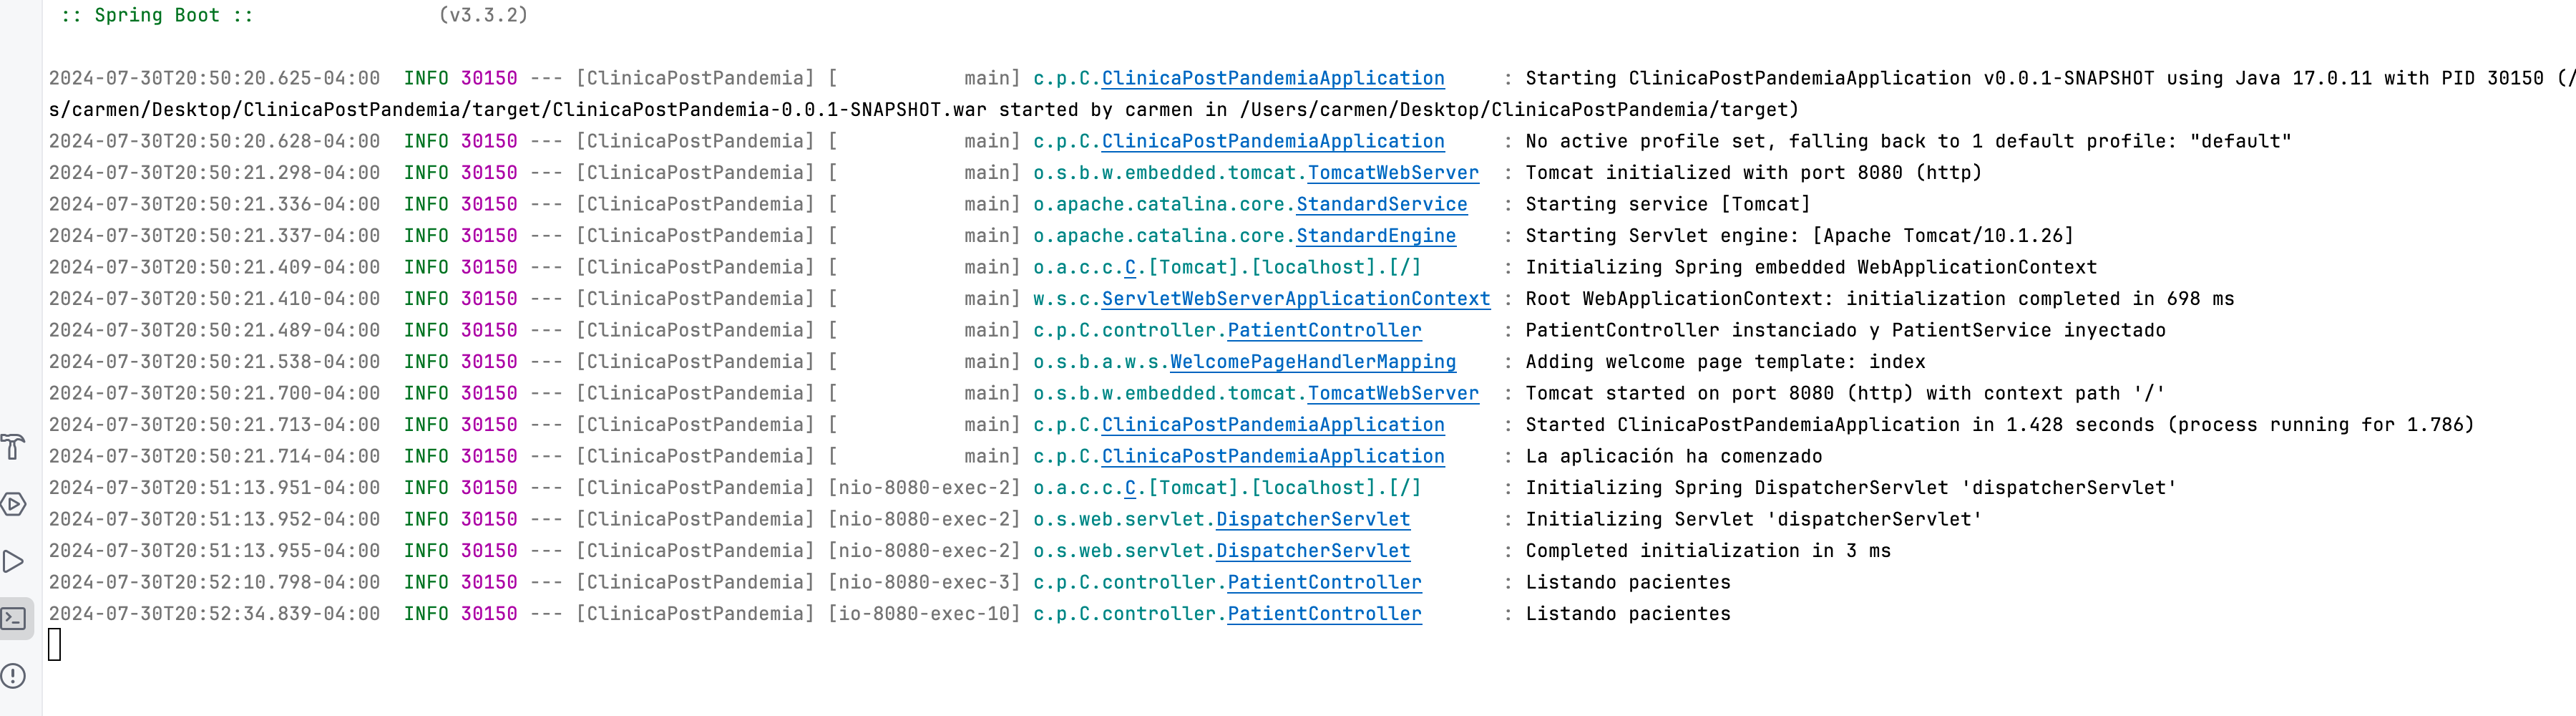 :: Spring Boot ::                (v3.3.2)
2024-07-30T20:50:20.625-04:00  INFO 30150 --- [ClinicaPostPandemia] [           main] c.p.C.ClinicaPostPandemiaApplication     : Starting ClinicaPostPandemiaApplication v0.0.1-SNAPSHOT using Java 17.0.11 with PID 30150 (/
s/carmen/Desktop/ClinicaPostPandemia/target/ClinicaPostPandemia-0.0.1-SNAPSHOT.war started by carmen in /Users/carmen/Desktop/ClinicaPostPandemia/target)
2024-07-30T20:50:20.628-04:00  INFO 30150 --- [ClinicaPostPandemia] [           main] c.p.C.ClinicaPostPandemiaApplication     : No active profile set, falling back to 1 default profile: "default"
2024-07-30T20:50:21.298-04:00  INFO 30150 --- [ClinicaPostPandemia] [           main] o.s.b.w.embedded.tomcat.TomcatWebServer  : Tomcat initialized with port 8080 (http)
2024-07-30T20:50:21.336-04:00  INFO 30150 --- [ClinicaPostPandemia] [           main] o.apache.catalina.core.StandardService   : Starting service [Tomcat]
2024-07-30T20:50:21.337-04:00  INFO 30150 --- [ClinicaPostPandemia] [           main] o.apache.catalina.core.StandardEngine    : Starting Servlet engine: [Apache Tomcat/10.1.26]
2024-07-30T20:50:21.409-04:00  INFO 30150 --- [ClinicaPostPandemia] [           main] o.a.c.c.C.[Tomcat].[localhost].[/]       : Initializing Spring embedded WebApplicationContext
2024-07-30T20:50:21.410-04:00  INFO 30150 --- [ClinicaPostPandemia] [           main] w.s.c.ServletWebServerApplicationContext : Root WebApplicationContext: initialization completed in 698 ms
2024-07-30T20:50:21.489-04:00  INFO 30150 --- [ClinicaPostPandemia] [           main] c.p.C.controller.PatientController       : PatientController instanciado y PatientService inyectado
2024-07-30T20:50:21.538-04:00  INFO 30150 --- [ClinicaPostPandemia] [           main] o.s.b.a.w.s.WelcomePageHandlerMapping    : Adding welcome page template: index
2024-07-30T20:50:21.700-04:00  INFO 30150 --- [ClinicaPostPandemia] [           main] o.s.b.w.embedded.tomcat.TomcatWebServer  : Tomcat started on port 8080 (http) with context path '/'
2024-07-30T20:50:21.713-04:00  INFO 30150 --- [ClinicaPostPandemia] [           main] c.p.C.ClinicaPostPandemiaApplication     : Started ClinicaPostPandemiaApplication in 1.428 seconds (process running for 1.786)
2024-07-30T20:50:21.714-04:00  INFO 30150 --- [ClinicaPostPandemia] [           main] c.p.C.ClinicaPostPandemiaApplication     : La aplicación ha comenzado
2024-07-30T20:51:13.951-04:00  INFO 30150 --- [ClinicaPostPandemia] [nio-8080-exec-2] o.a.c.c.C.[Tomcat].[localhost].[/]       : Initializing Spring DispatcherServlet 'dispatcherServlet'
2024-07-30T20:51:13.952-04:00  INFO 30150 --- [ClinicaPostPandemia] [nio-8080-exec-2] o.s.web.servlet.DispatcherServlet        : Initializing Servlet 'dispatcherServlet'
2024-07-30T20:51:13.955-04:00  INFO 30150 --- [ClinicaPostPandemia] [nio-8080-exec-2] o.s.web.servlet.DispatcherServlet        : Completed initialization in 3 ms
2024-07-30T20:52:10.798-04:00  INFO 30150 --- [ClinicaPostPandemia] [nio-8080-exec-3] c.p.C.controller.PatientController       : Listando pacientes
2024-07-30T20:52:34.839-04:00  INFO 30150 --- [ClinicaPostPandemia] [io-8080-exec-10] c.p.C.controller.PatientController       : Listando pacientes